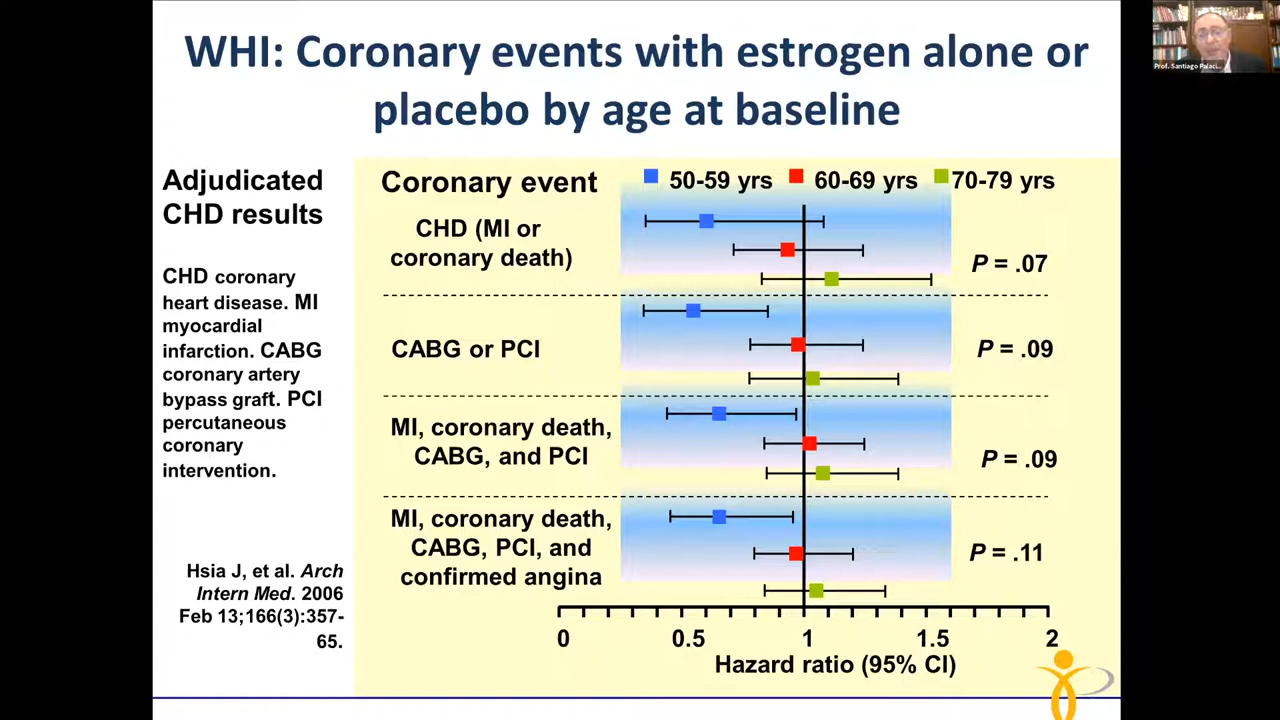 WHI: Coronary events with estrogen alone or
placebo by age at baseline
Prof. Santiago Palaci...
Adjudicated
CHD results
CHD coronary
heart disease. MI
myocardial
infarction. CABG
coronary artery
bypass graft. PCI
percutaneous
coronary
intervention.
Hsia J, et al. Arch
Intern Med. 2006
Feb 13;166(3):357-
65.
Coronary event
50-59 yrs
60-69 yrs
70-79 yrs
CHD (MI or
coronary death)
P = .07
CABG or PCI
P = .09
MI, coronary death,
CABG, and PCI
P = .09
MI, coronary death,
CABG, PCI, and
confirmed angina
P = .11
0 0.5 1 1.5 2
Hazard ratio (95% CI)